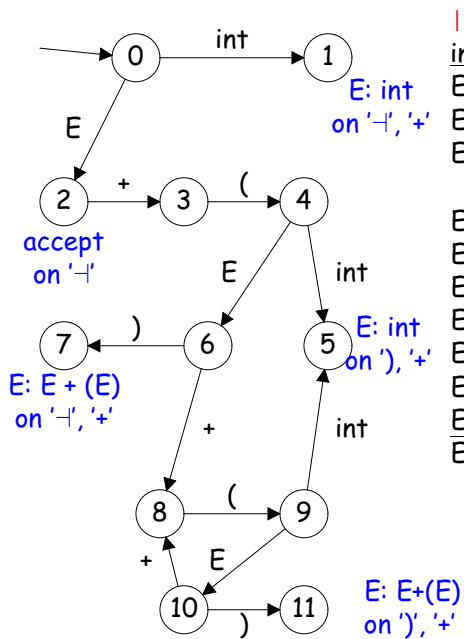 |
0
int
1
E: int
on '⊣', '+'
E
E
E
E
2
+
3
(
4
accept
on '⊣'
E
int
E
E
7
)
6
5
E: int
on '), '+'
E
E
E: E + (E)
on '⊣', '+'
E
+
int
E
E
E
8
(
9
+
E
10
)
11
E: E+(E)
on ')', '+'